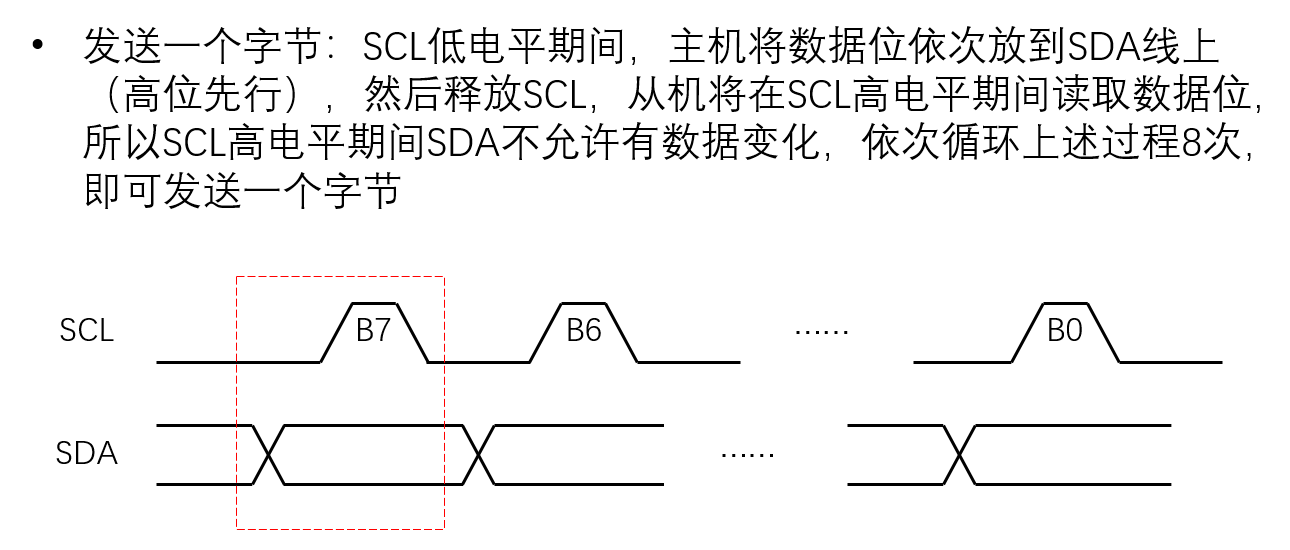 • 发送一个字节：SCL低电平期间，主机将数据位依次放到SDA线上
（高位先行），然后释放SCL，从机将在SCL高电平期间读取数据位，
所以SCL高电平期间SDA不允许有数据变化，依次循环上述过程8次，
即可发送一个字节
SCL B7 B6 …… B0
SDA ……